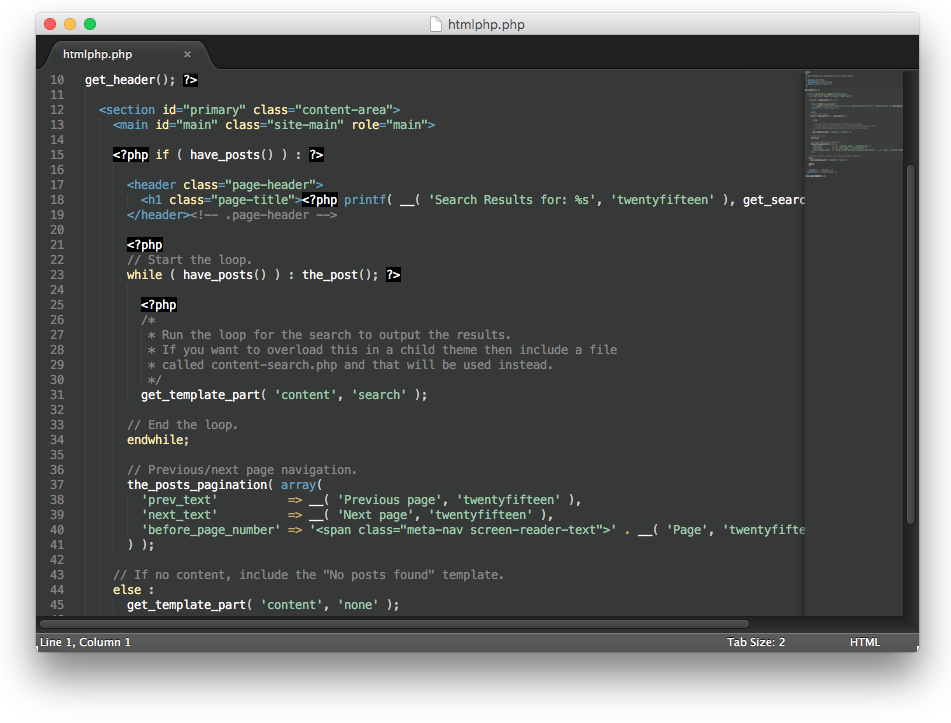 htmlphp.php
htmlphp.php ×
10 get_header(); ?>
11
12 <section id="primary" class="content-area">
13 <main id="main" class="site-main" role="main">
14
15 <?php if ( have_posts() ) : ?>
16
17 <header class="page-header">
18 <h1 class="page-title"><?php printf( __( 'Search Results for: %s', 'twentyfifteen' ), get_searc
19 </header><!-- .page-header -->
20
21 <?php
22 // Start the loop.
23 while ( have_posts() ) : the_post(); ?>
24
25 <?php
26 /*
27 * Run the loop for the search to output the results.
28 * If you want to overload this in a child theme then include a file
29 * called content-search.php and that will be used instead.
30 */
31 get_template_part( 'content', 'search' );
32
33 // End the loop.
34 endwhile;
35
36 // Previous/next page navigation.
37 the_posts_pagination( array(
38 'prev_text' => __( 'Previous page', 'twentyfifteen' ),
39 'next_text' => __( 'Next page', 'twentyfifteen' ),
40 'before_page_number' => '<span class="meta-nav screen-reader-text">' . __( 'Page', 'twentyfifte
41 ) );
42
43 // If no content, include the "No posts found" template.
44 else :
45 get_template_part( 'content', 'none' );
Line 1, Column 1 Tab Size: 2 HTML